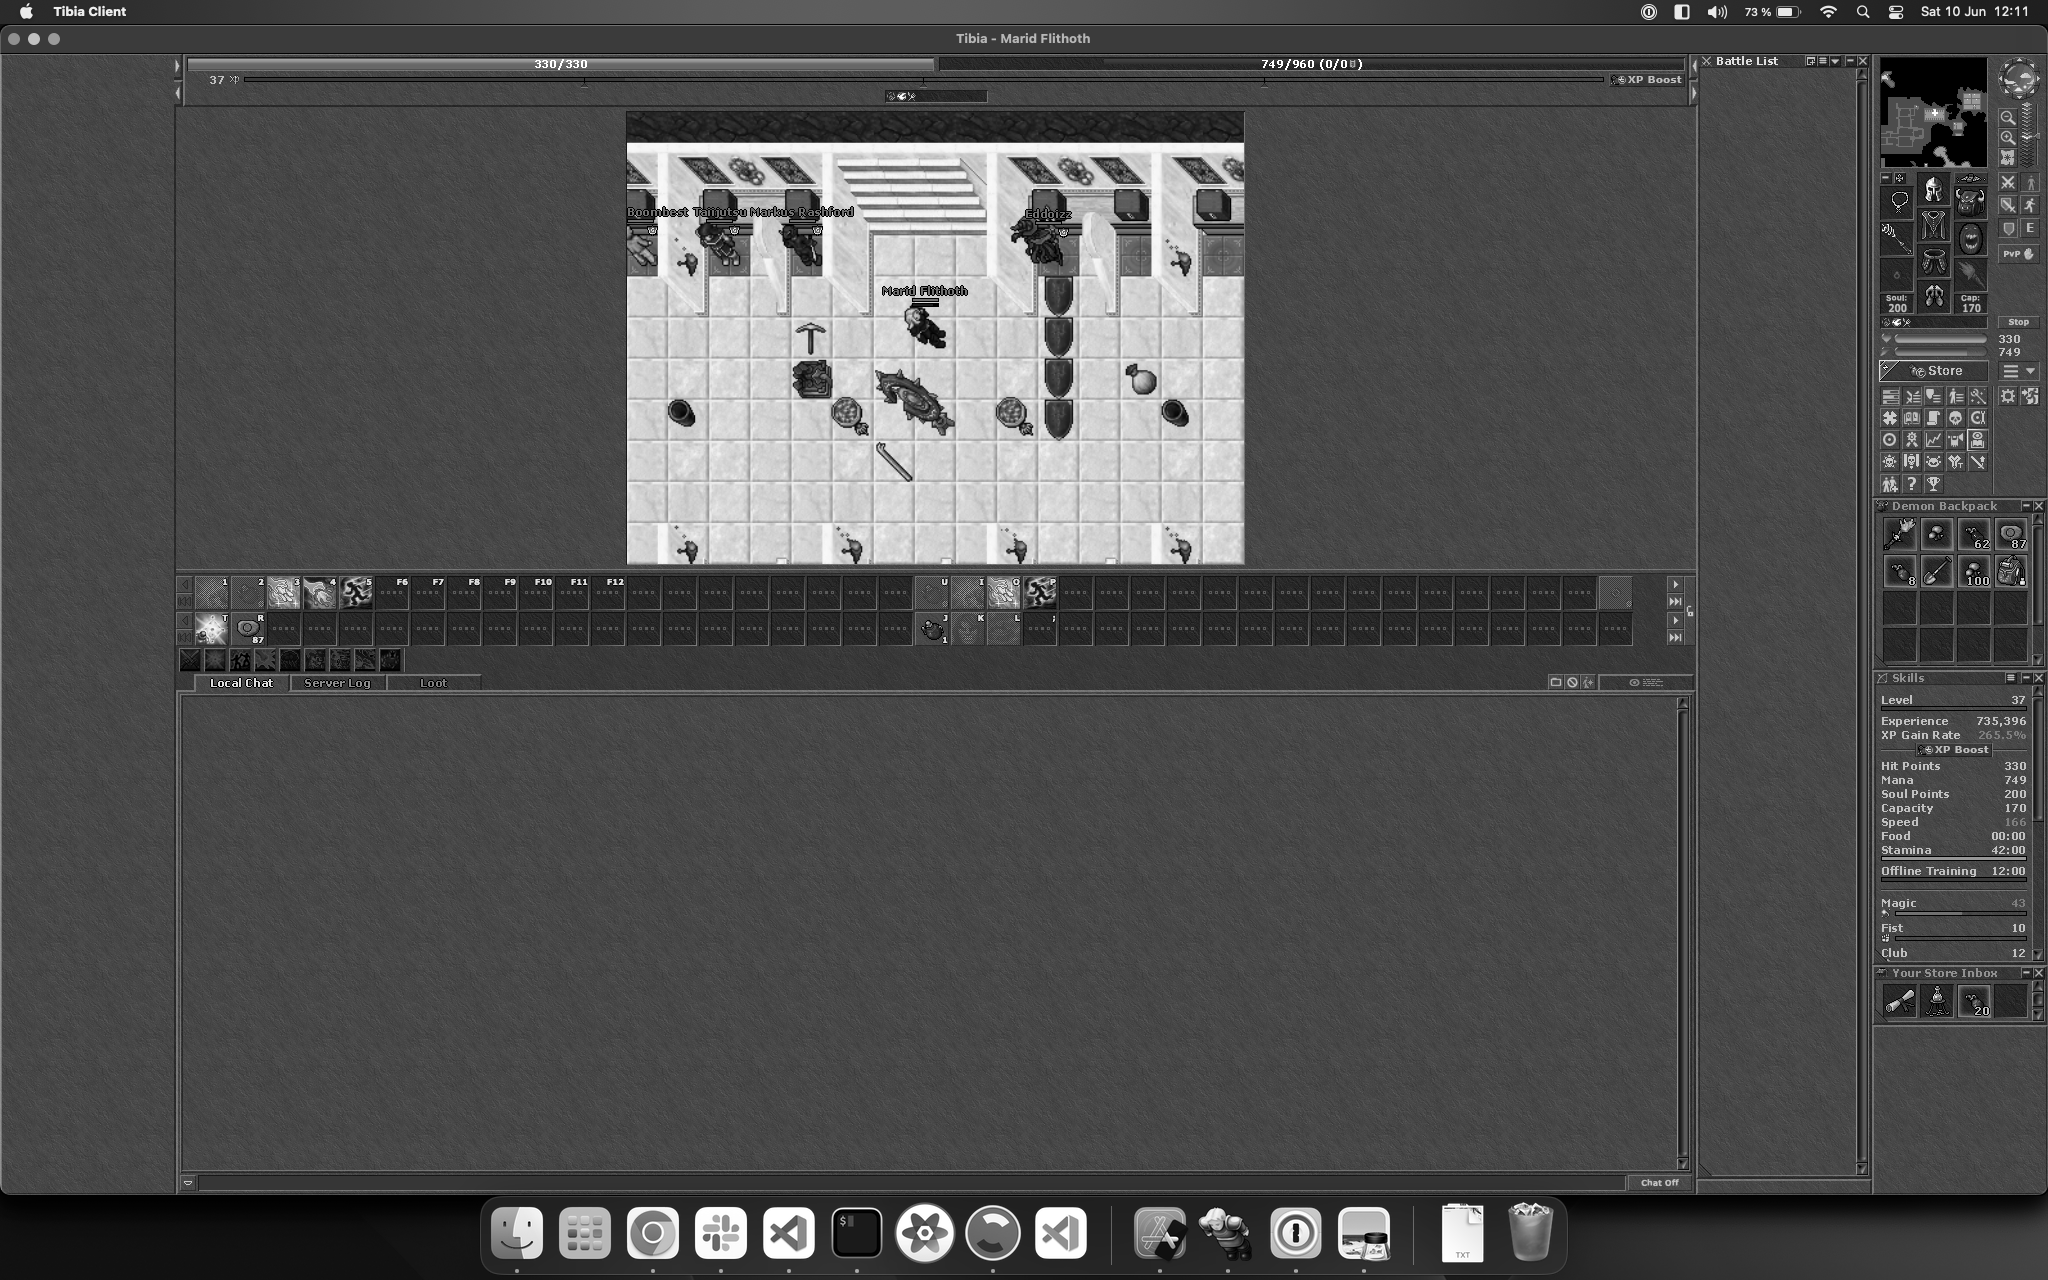 Tibia Client
73 %
Sat 10 Jun 12:11
Tibia - Marid Flithoth
330/330
749/960 (0/0)
37
XP Boost
Battle List
Boombest Taiijutsu Markus Rashford
Eddoizz
Marid Flithoth
E
PvP
Soul: 200
Cap: 170
Stop
330
749
Store
Demon Backpack
62
87
8
100
1 2 3 4 5 F6 F7 F8 F9 F10 F11 F12 U I O P
T R J K L ;
87 1
Local Chat Server Log Loot
Skills
Level 37
Experience 735,396
XP Gain Rate 265.5%
XP Boost
Hit Points 330
Mana 749
Soul Points 200
Capacity 170
Speed 166
Food 00:00
Stamina 42:00
Offline Training 12:00
Magic 43
Fist 10
Club 12
Your Store Inbox
20
Chat Off
$
TXT